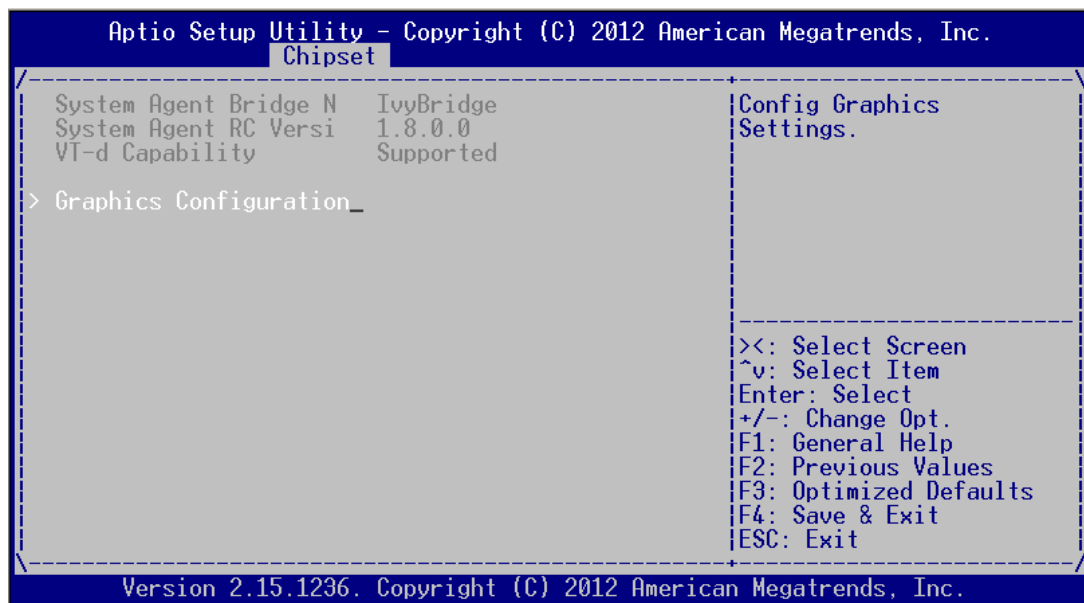 Aptio Setup Utility - Copyright (C) 2012 American Megatrends, Inc.
Chipset
System Agent Bridge N IvyBridge
System Agent RC Versi 1.8.0.0
VT-d Capability Supported
> Graphics Configuration_
Config Graphics
Settings.
><: Select Screen
^v: Select Item
Enter: Select
+/-: Change Opt.
F1: General Help
F2: Previous Values
F3: Optimized Defaults
F4: Save & Exit
ESC: Exit
Version 2.15.1236. Copyright (C) 2012 American Megatrends, Inc.